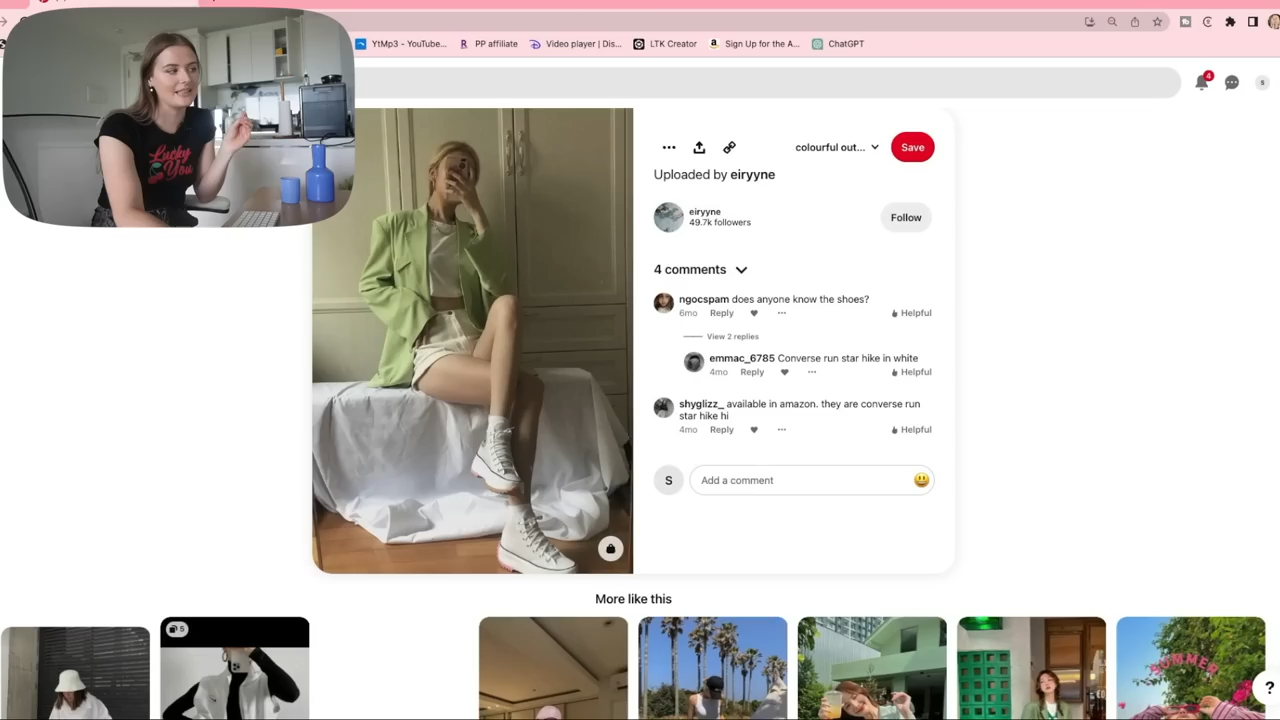 YtMp3 - YouTube...
PP affiliate
Video player | Dis...
LTK Creator
Sign Up for the A...
ChatGPT
4
S
Lucky
You
colourful out...
Save
Uploaded by eiryyne
eiryyne
49.7k followers
Follow
4 comments
ngocspam does anyone know the shoes?
6mo Reply
Helpful
View 2 replies
emmac_6785 Converse run star hike in white
4mo Reply
Helpful
shyglizz_ available in amazon. they are converse run
star hike hi
4mo Reply
Helpful
S
Add a comment
More like this
5
SUMMER
?